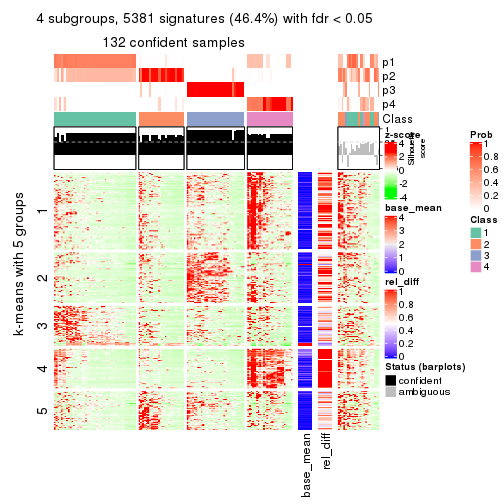 4 subgroups, 5381 signatures (46.4%) with fdr < 0.05
132 confident samples
p1
p2
p3
p4
Class
1
Silhouette
score
z-score
4
2
0
-2
-4
base_mean
4
3
2
1
0
rel_diff
1
0.8
0.6
0.4
0.2
0
Status (barplots)
confident
ambiguous
Prob
1
0.8
0.6
0.4
0.2
0
Class
1
2
3
4
k-means with 5 groups
1
2
3
4
5
base_mean
rel_diff